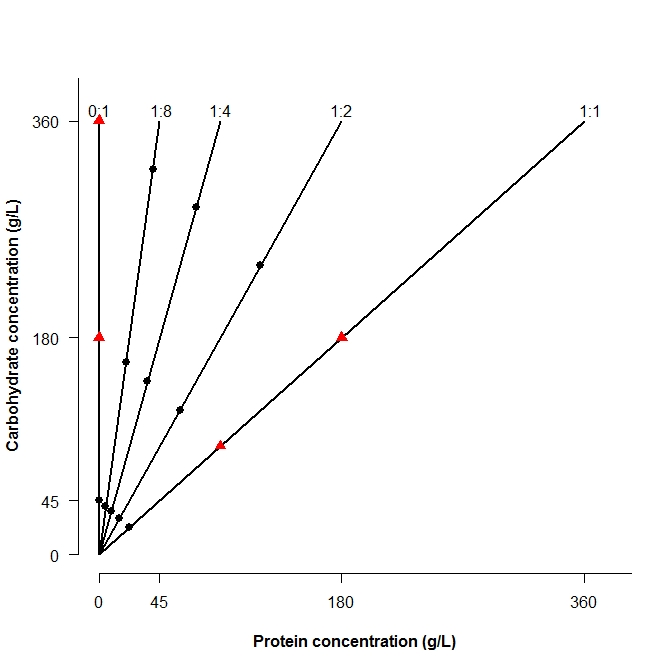 0:1 1:8 1:4 1:2 1:1
360
180
45
0
Carbohydrate concentration (g/L)
0 45 180 360
Protein concentration (g/L)